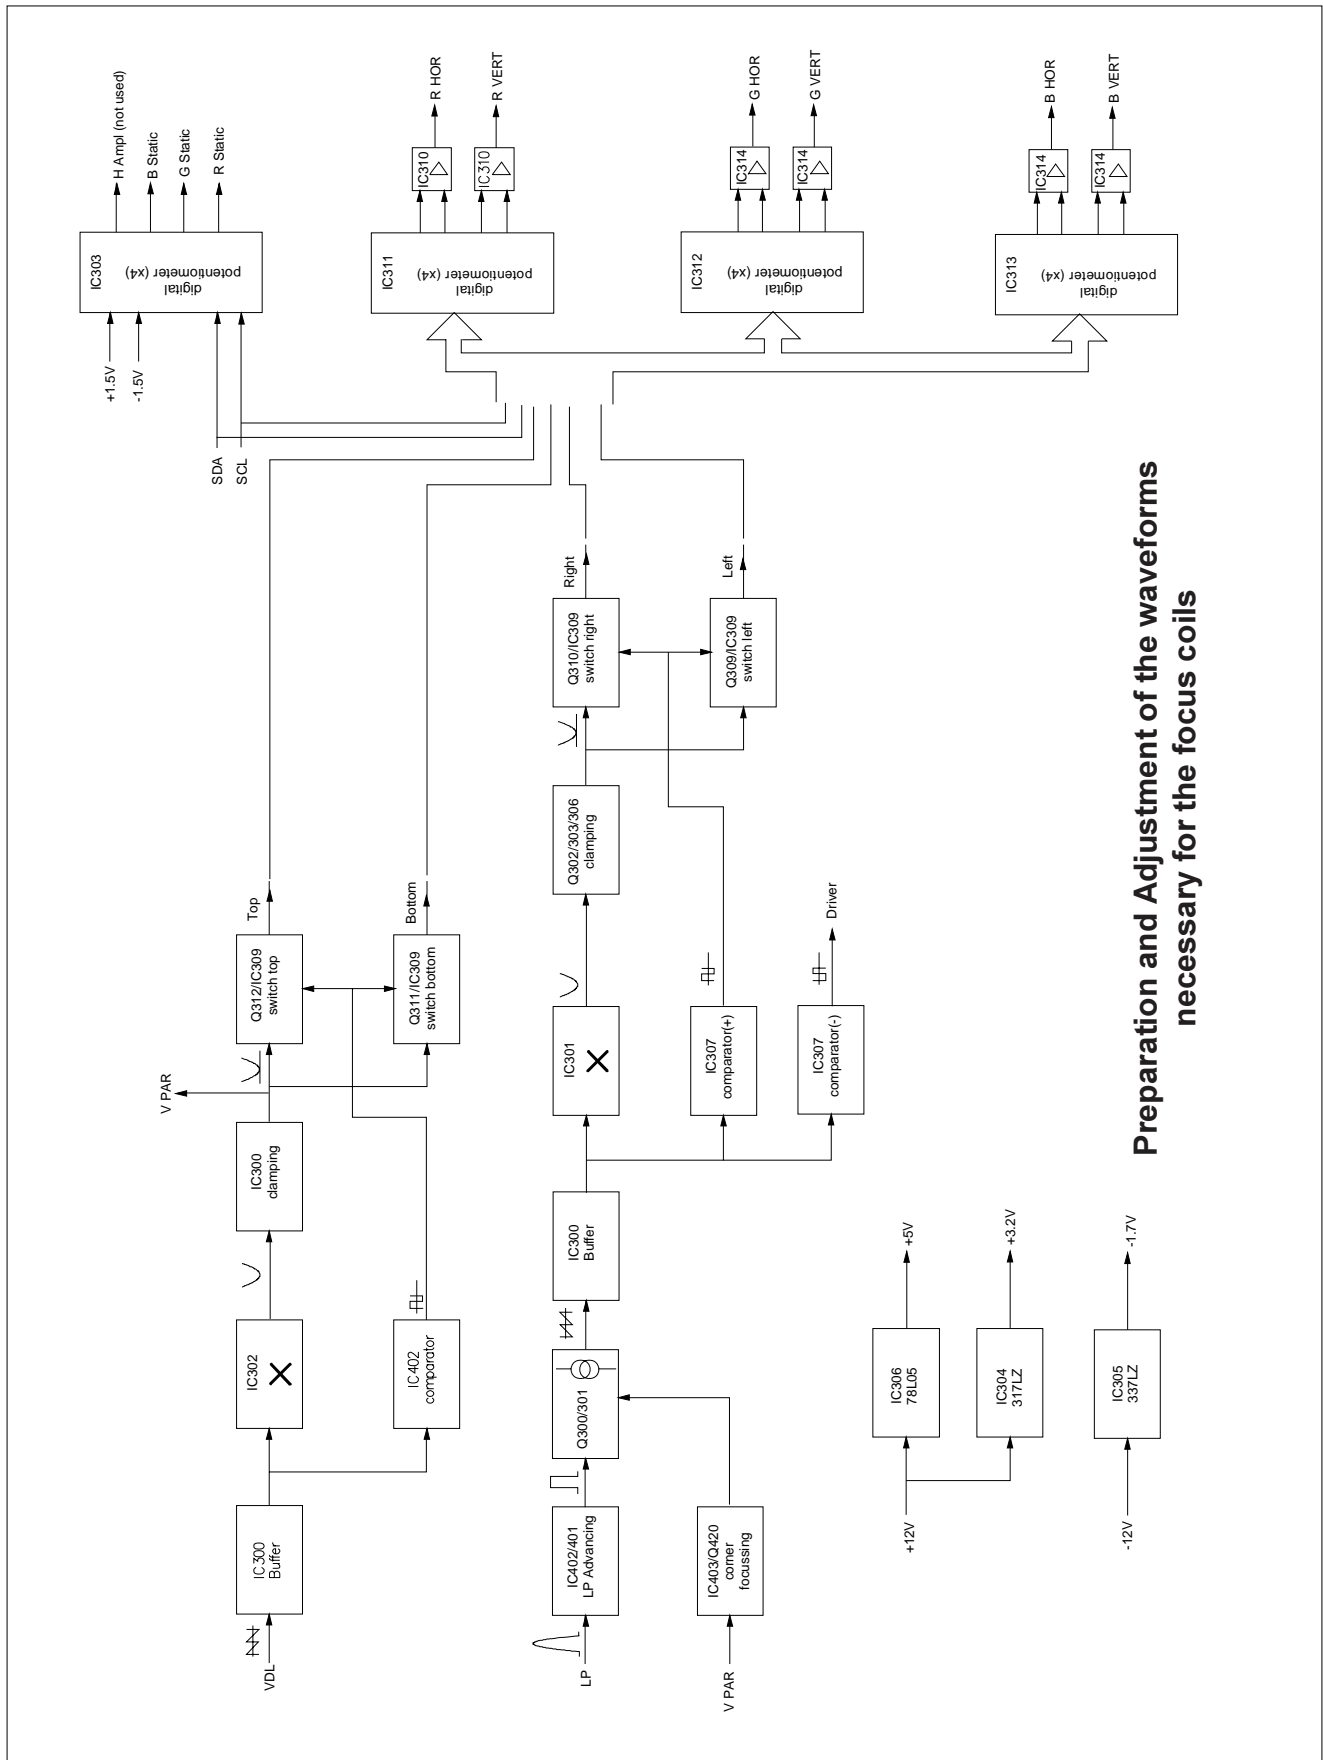 VDL
IC300
Buffer
IC302
IC402
comparator
IC300
clamping
V PAR
Q312/IC309
switch top
Top
Q311/IC309
switch bottom
Bottom
LP
IC402/401
LP Advancing
V PAR
IC403/Q420
corner
focussing
Q300/301
IC300
Buffer
IC301
IC307
comparator(+)
IC307
comparator(-)
Driver
Q302/303/306
clamping
Q310/IC309
switch right
Right
Q309/IC309
switch left
Left
SDA
SCL
+1.5V
-1.5V
IC303
digital
potentiometer (x4)
H Ampl (not used)
B Static
G Static
R Static
IC311
digital
potentiometer (x4)
IC310
R HOR
IC310
R VERT
IC312
digital
potentiometer (x4)
IC314
G HOR
IC314
G VERT
IC313
digital
potentiometer (x4)
IC314
B HOR
IC314
B VERT
+12V
IC306
78L05
+5V
IC304
317LZ
+3.2V
-12V
IC305
337LZ
-1.7V
Preparation and Adjustment of the waveforms
necessary for the focus coils